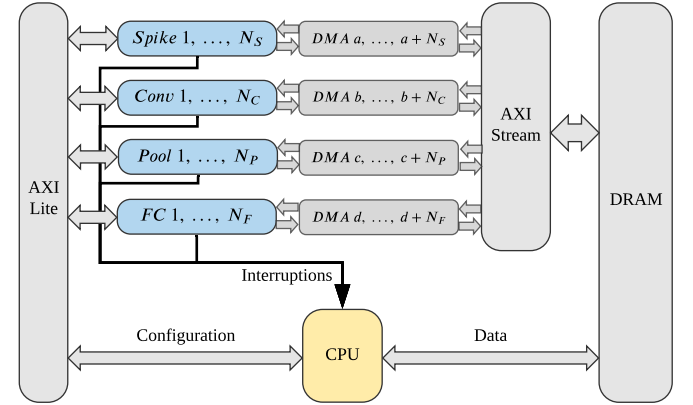 Spike 1, ..., N_S
DMA a, ..., a + N_S
Conv 1, ..., N_C
DMA b, ..., b + N_C
AXI
Stream
Pool 1, ..., N_P
DMA c, ..., c + N_P
AXI
Lite
DRAM
FC 1, ..., N_F
DMA d, ..., d + N_F
Interruptions
Configuration
CPU
Data